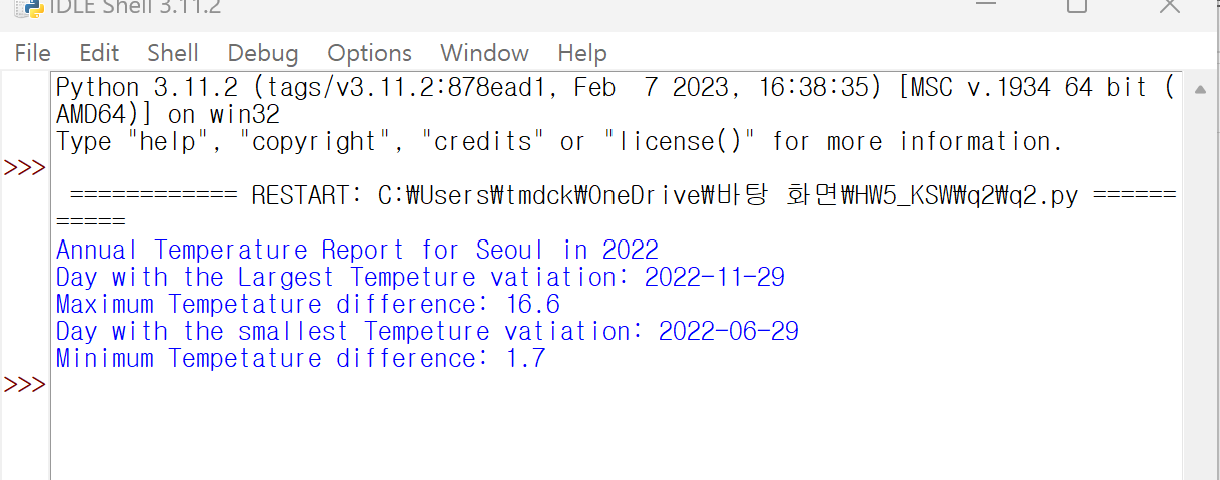 IDLE Shell 3.11.2
File Edit Shell Debug Options Window Help
Python 3.11.2 (tags/v3.11.2:878ead1, Feb  7 2023, 16:38:35) [MSC v.1934 64 bit (
AMD64)] on win32
Type "help", "copyright", "credits" or "license()" for more information.
>>>
============ RESTART: C:₩Users₩tmdck₩OneDrive₩바탕 화면₩HW5_KSW₩q2₩q2.py ======
=====
Annual Temperature Report for Seoul in 2022
Day with the Largest Tempeture vatiation: 2022-11-29
Maximum Tempetature difference: 16.6
Day with the smallest Tempeture vatiation: 2022-06-29
Minimum Tempetature difference: 1.7
>>>